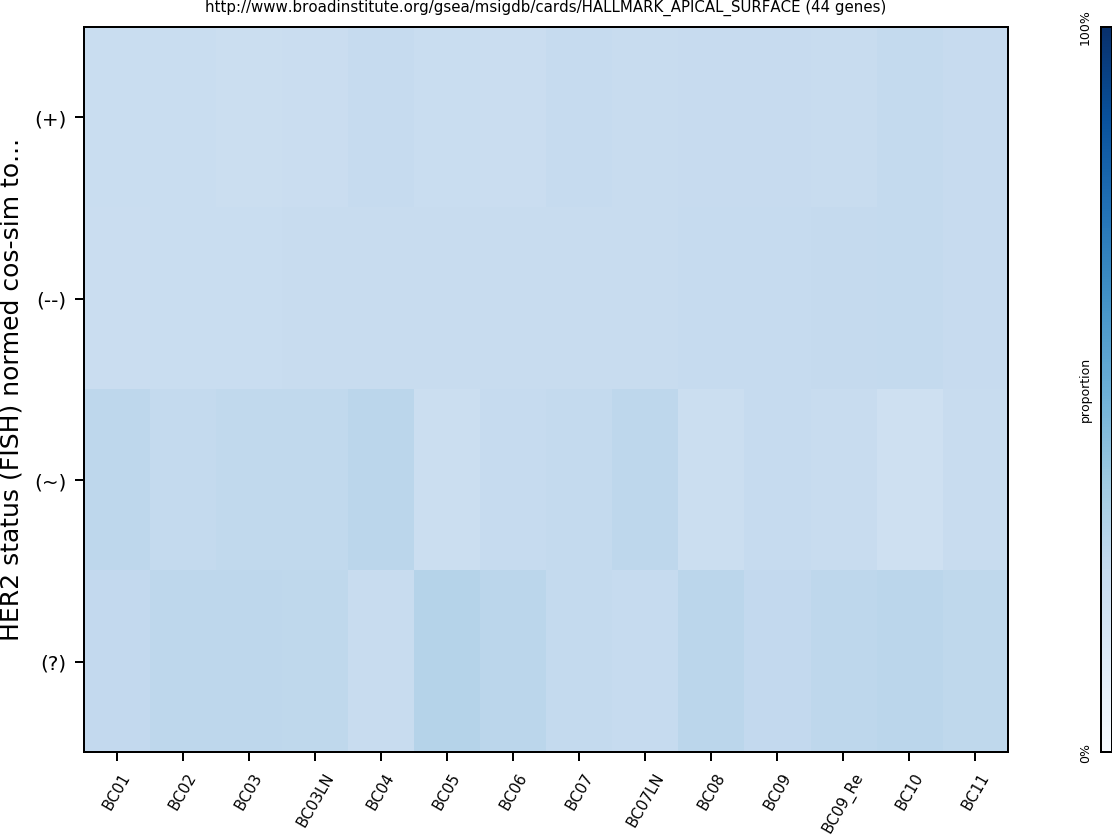 http://www.broadinstitute.org/gsea/msigdb/cards/HALLMARK_APICAL_SURFACE (44 genes)
HER2 status (FISH) normed cos-sim to...
(+)
(--)
(~)
(?)
BC01
BC02
BC03
BC03LN
BC04
BC05
BC06
BC07
BC07LN
BC08
BC09
BC09_Re
BC10
BC11
100%
proportion
0%